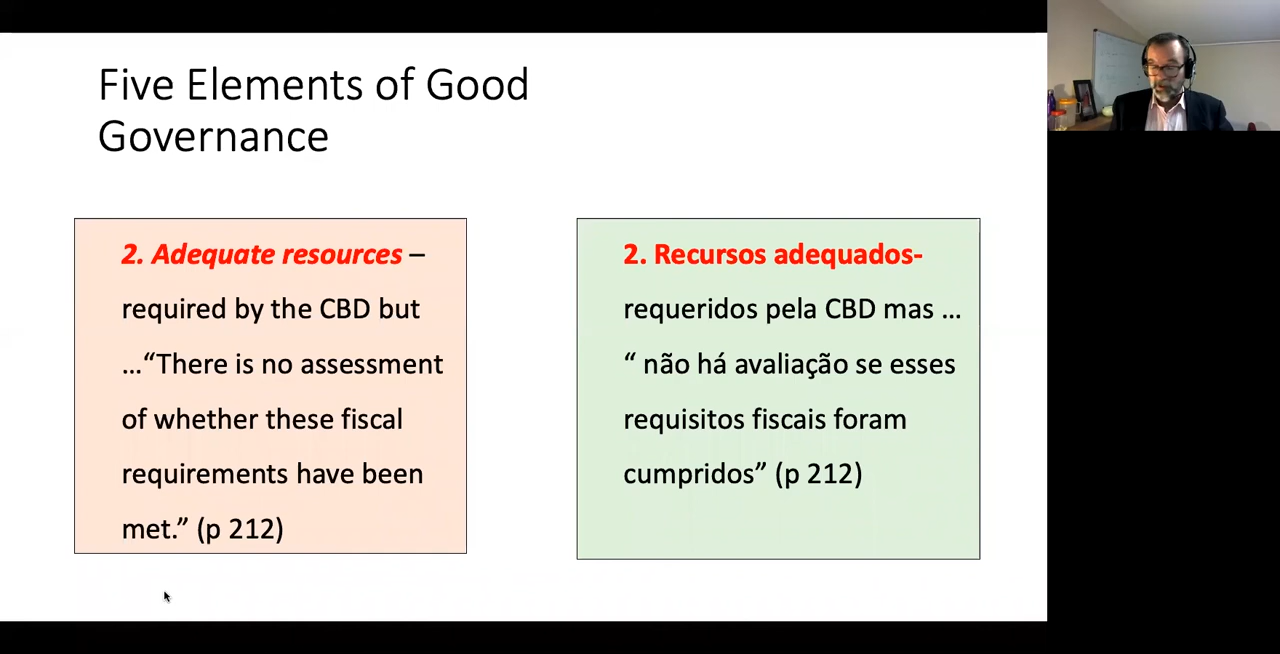 Five Elements of Good
Governance
2. Adequate resources –
required by the CBD but
…“There is no assessment
of whether these fiscal
requirements have been
met.” (p 212)
2. Recursos adequados-
requeridos pela CBD mas …
“ não há avaliação se esses
requisitos fiscais foram
cumpridos” (p 212)